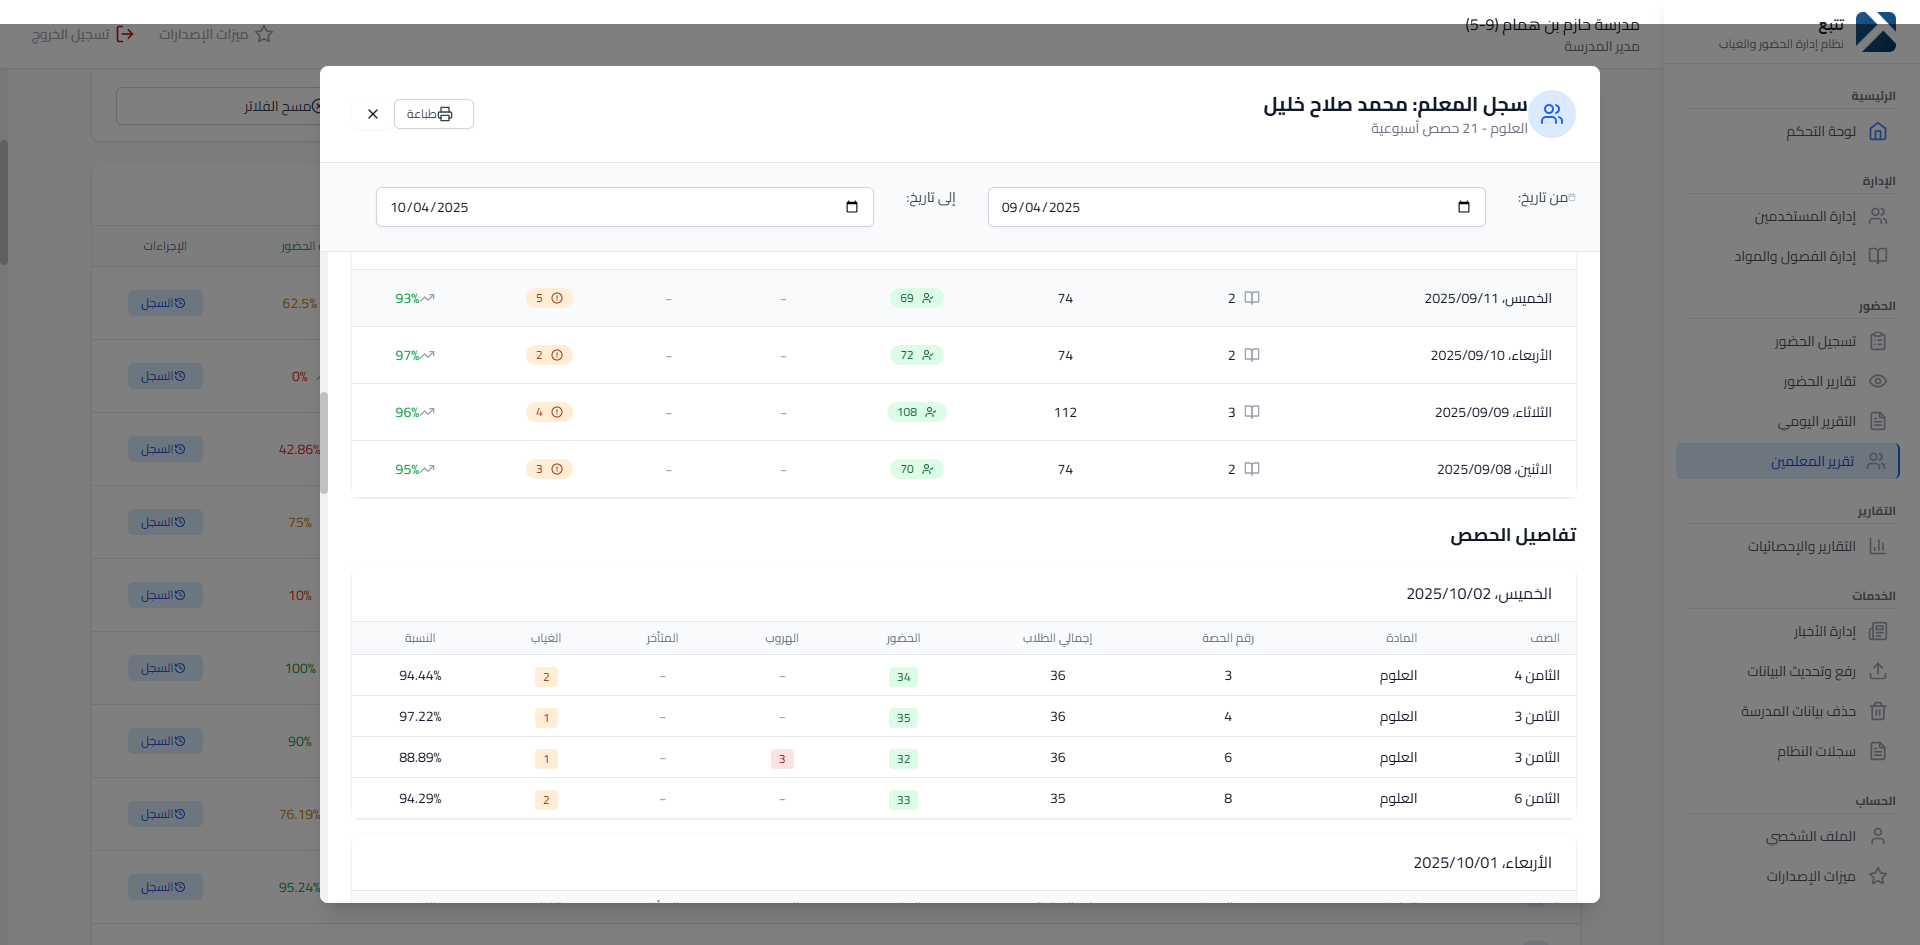 تتبع
نظام إدارة الحضور والغياب
مدرسة حازم بن همام (9-5)
مدير المدرسة
ميزات الإصدارات
تسجيل الخروج
الرئيسية
لوحة التحكم
الإدارة
إدارة المستخدمين
إدارة الفصول والمواد
الحضور
تسجيل الحضور
تقارير الحضور
التقرير اليومي
تقرير المعلمين
التقارير
التقارير والإحصائيات
الخدمات
إدارة الأخبار
رفع وتحديث البيانات
حذف بيانات المدرسة
سجلات النظام
الحساب
الملف الشخصي
ميزات الإصدارات
سجل المعلم: محمد صلاح خليل
العلوم - 21 حصص أسبوعية
طباعة
من تاريخ: 09/04/2025
إلى تاريخ: 10/04/2025
الخميس، 2025/09/11 2 74 69 - - 5 93%
الأربعاء، 2025/09/10 2 74 72 - - 2 97%
الثلاثاء، 2025/09/09 3 112 108 - - 4 96%
الاثنين، 2025/09/08 2 74 70 - - 3 95%
تفاصيل الحصص
الخميس، 2025/10/02
الصف المادة رقم الحصة إجمالي الطلاب الحضور الهروب المتأخر الغياب النسبة
الثامن 4 العلوم 3 36 34 - - 2 94.44%
الثامن 3 العلوم 4 36 35 - - 1 97.22%
الثامن 3 العلوم 6 36 32 3 - 1 88.89%
الثامن 6 العلوم 8 35 33 - - 2 94.29%
الأربعاء، 2025/10/01
مسح الفلاتر
الحضور الإجراءات
62.5% السجل
0% السجل
42.86% السجل
75% السجل
10% السجل
100% السجل
90% السجل
76.19% السجل
95.24% السجل